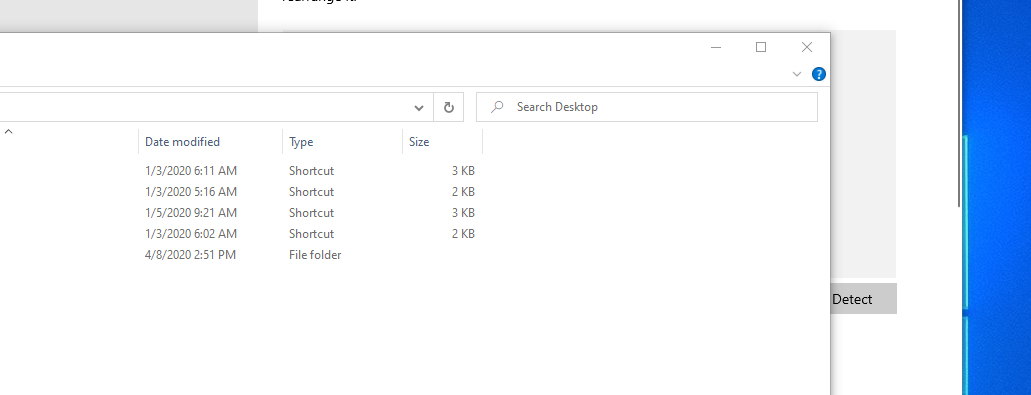 rearrange it.
?
Search Desktop
Date modified Type Size
1/3/2020 6:11 AM Shortcut 3 KB
1/3/2020 5:16 AM Shortcut 2 KB
1/5/2020 9:21 AM Shortcut 3 KB
1/3/2020 6:02 AM Shortcut 2 KB
4/8/2020 2:51 PM File folder
Detect